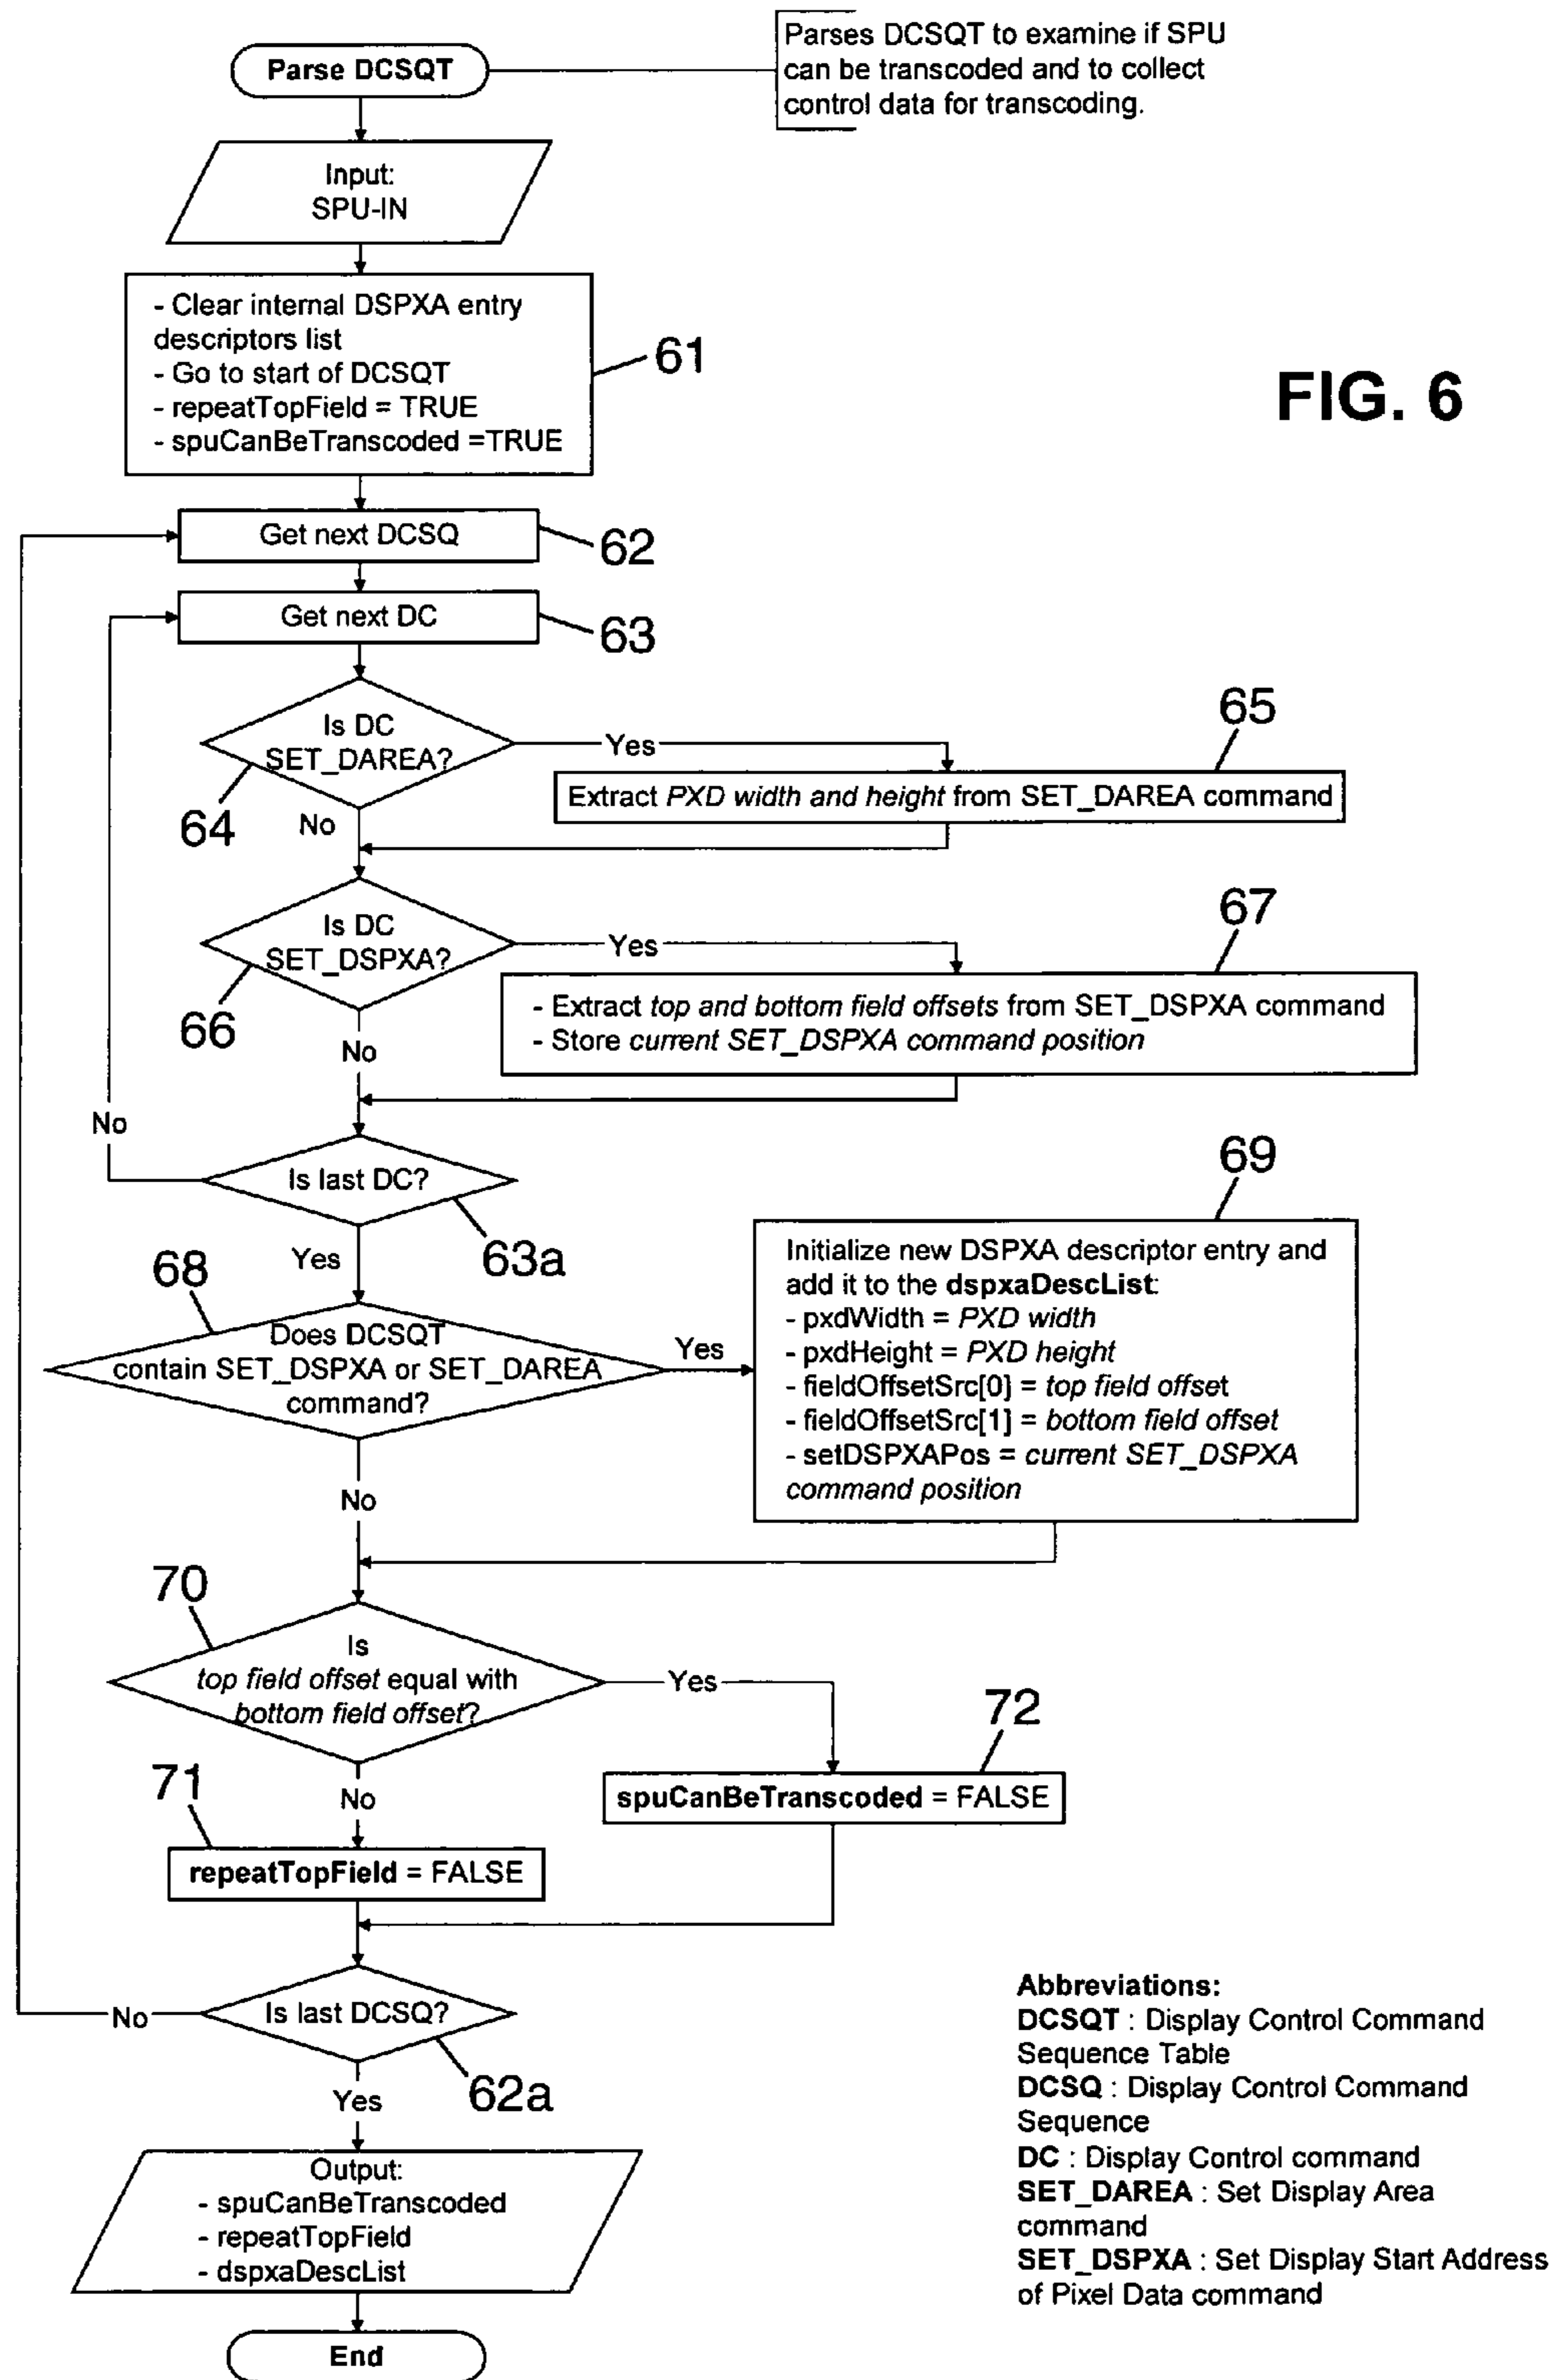 Parse DCSQT
Parses DCSQT to examine if SPU
can be transcoded and to collect
control data for transcoding.
Input:
SPU-IN
- Clear internal DSPXA entry
descriptors list
- Go to start of DCSQT
- repeatTopField = TRUE
- spuCanBeTranscoded =TRUE
61
FIG. 6
Get next DCSQ
62
Get next DC
63
Is DC
SET_DAREA?
64
Yes
No
65
Extract PXD width and height from SET_DAREA command
Is DC
SET_DSPXA?
66
Yes
No
67
- Extract top and bottom field offsets from SET_DSPXA command
- Store current SET_DSPXA command position
No
Is last DC?
63a
Yes
68
Does DCSQT
contain SET_DSPXA or SET_DAREA
command?
Yes
No
69
Initialize new DSPXA descriptor entry and
add it to the dspxaDescList:
- pxdWidth = PXD width
- pxdHeight = PXD height
- fieldOffsetSrc[0] = top field offset
- fieldOffsetSrc[1] = bottom field offset
- setDSPXAPos = current SET_DSPXA
command position
70
Is
top field offset equal with
bottom field offset?
Yes
No
72
spuCanBeTranscoded = FALSE
71
repeatTopField = FALSE
No
Is last DCSQ?
62a
Yes
Output:
- spuCanBeTranscoded
- repeatTopField
- dspxaDescList
End
Abbreviations:
DCSQT : Display Control Command
Sequence Table
DCSQ : Display Control Command
Sequence
DC : Display Control command
SET_DAREA : Set Display Area
command
SET_DSPXA : Set Display Start Address
of Pixel Data command